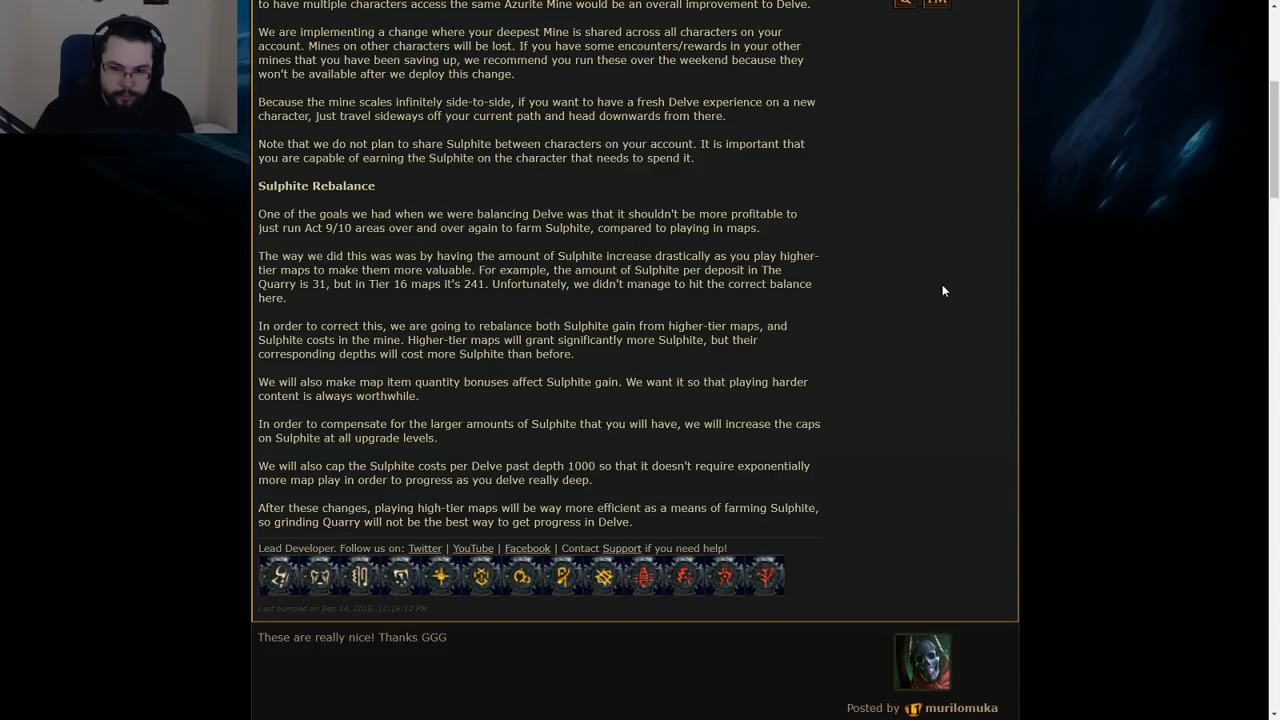 to have multiple characters access the same Azurite Mine would be an overall improvement to Delve.
We are implementing a change where your deepest Mine is shared across all characters on your
account. Mines on other characters will be lost. If you have some encounters/rewards in your other
mines that you have been saving up, we recommend you run these over the weekend because they
won't be available after we deploy this change.
Because the mine scales infinitely side-to-side, if you want to have a fresh Delve experience on a new
character, just travel sideways off your current path and head downwards from there.
Note that we do not plan to share Sulphite between characters on your account. It is important that
you are capable of earning the Sulphite on the character that needs to spend it.
Sulphite Rebalance
One of the goals we had when we were balancing Delve was that it shouldn't be more profitable to
just run Act 9/10 areas over and over again to farm Sulphite, compared to playing in maps.
The way we did this was was by having the amount of Sulphite increase drastically as you play higher-
tier maps to make them more valuable. For example, the amount of Sulphite per deposit in The
Quarry is 31, but in Tier 16 maps it's 241. Unfortunately, we didn't manage to hit the correct balance
here.
In order to correct this, we are going to rebalance both Sulphite gain from higher-tier maps, and
Sulphite costs in the mine. Higher-tier maps will grant significantly more Sulphite, but their
corresponding depths will cost more Sulphite than before.
We will also make map item quantity bonuses affect Sulphite gain. We want it so that playing harder
content is always worthwhile.
In order to compensate for the larger amounts of Sulphite that you will have, we will increase the caps
on Sulphite at all upgrade levels.
We will also cap the Sulphite costs per Delve past depth 1000 so that it doesn't require exponentially
more map play in order to progress as you delve really deep.
After these changes, playing high-tier maps will be way more efficient as a means of farming Sulphite,
so grinding Quarry will not be the best way to get progress in Delve.
Lead Developer. Follow us on: Twitter | YouTube | Facebook | Contact Support if you need help!
Last bumped on Sep 14, 2018, 12:16:12 PM
These are really nice! Thanks GGG
Posted by murilomuka